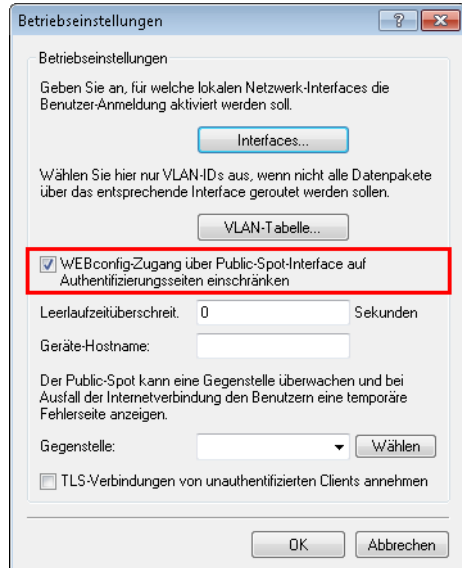 Betriebseinstellungen
Betriebseinstellungen
Geben Sie an, für welche lokalen Netzwerk-Interfaces die
Benutzer-Anmeldung aktiviert werden soll.
Interfaces...
Wählen Sie hier nur VLAN-IDs aus, wenn nicht alle Datenpakete
über das entsprechende Interface geroutet werden sollen.
VLAN-Tabelle...
WEBconfig-Zugang über Public-Spot-Interface auf
Authentifizierungsseiten einschränken
Leerlaufzeitüberschreit. 0 Sekunden
Geräte-Hostname:
Der Public-Spot kann eine Gegenstelle überwachen und bei
Ausfall der Internetverbindung den Benutzern eine temporäre
Fehlerseite anzeigen.
Gegenstelle: Wählen
TLS-Verbindungen von unauthentifizierten Clients annehmen
OK Abbrechen